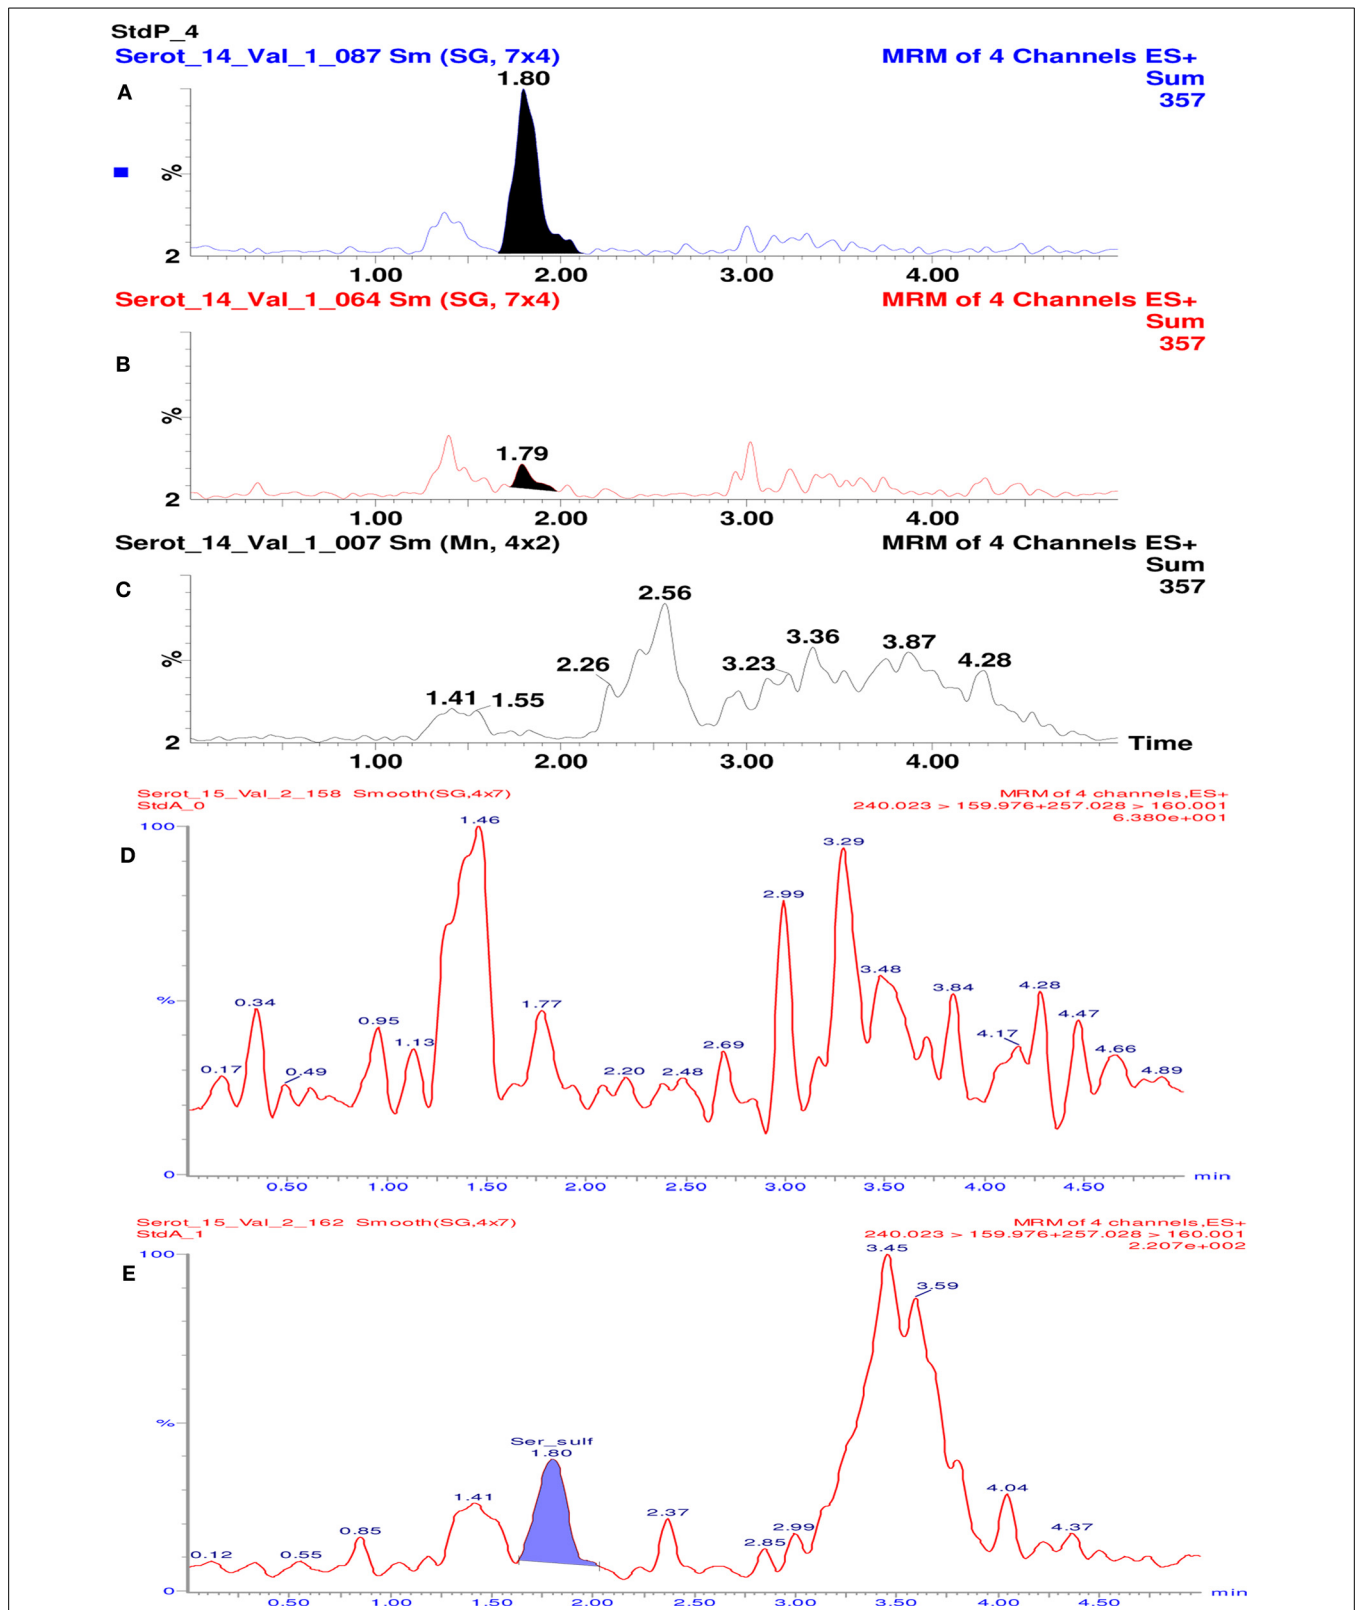 StdP_4
Serot_14_Val_1_087 Sm (SG, 7x4) MRM of 4 Channels ES+
Sum
357
A
1.80
%
2
1.00 2.00 3.00 4.00
Serot_14_Val_1_064 Sm (SG, 7x4) MRM of 4 Channels ES+
Sum
357
B
1.79
%
2
1.00 2.00 3.00 4.00
Serot_14_Val_1_007 Sm (Mn, 4x2) MRM of 4 Channels ES+
Sum
357
C
2.56
3.36
3.87
2.26 3.23 4.28
1.41 1.55
%
2
Time
1.00 2.00 3.00 4.00
Serot_15_Val_2_158 Smooth(SG,4x7) MRM of 4 channels,ES+
StdA_0 240.023 > 159.976+257.028 > 160.001
6.380e+001
D
100
1.46
3.29
2.99
3.48
3.84
4.28
0.34 1.77
4.47
0.95
1.13
4.17
2.69
4.66
0.17 0.49 2.20 2.48 4.89
%
0
0.50 1.00 1.50 2.00 2.50 3.00 3.50 4.00 4.50 min
Serot_15_Val_2_162 Smooth(SG,4x7) MRM of 4 channels,ES+
StdA_1 240.023 > 159.976+257.028 > 160.001
2.207e+002
E
100
3.45
3.59
%
Ser_sulf
1.80
4.04
1.41
2.37
0.85 2.99 4.37
2.85
0.12 0.55
0
0.50 1.00 1.50 2.00 2.50 3.00 3.50 4.00 4.50 min